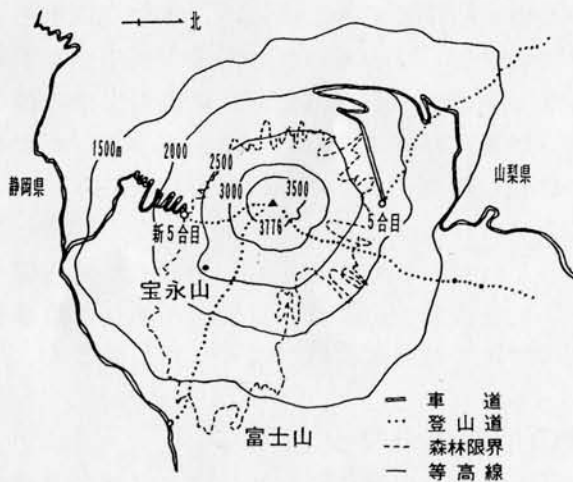 北
1500m
2000
2500
3000
3500
3776
静岡県
山梨県
新5合目
5合目
宝永山
富士山
車道
登山道
森林限界
等高線